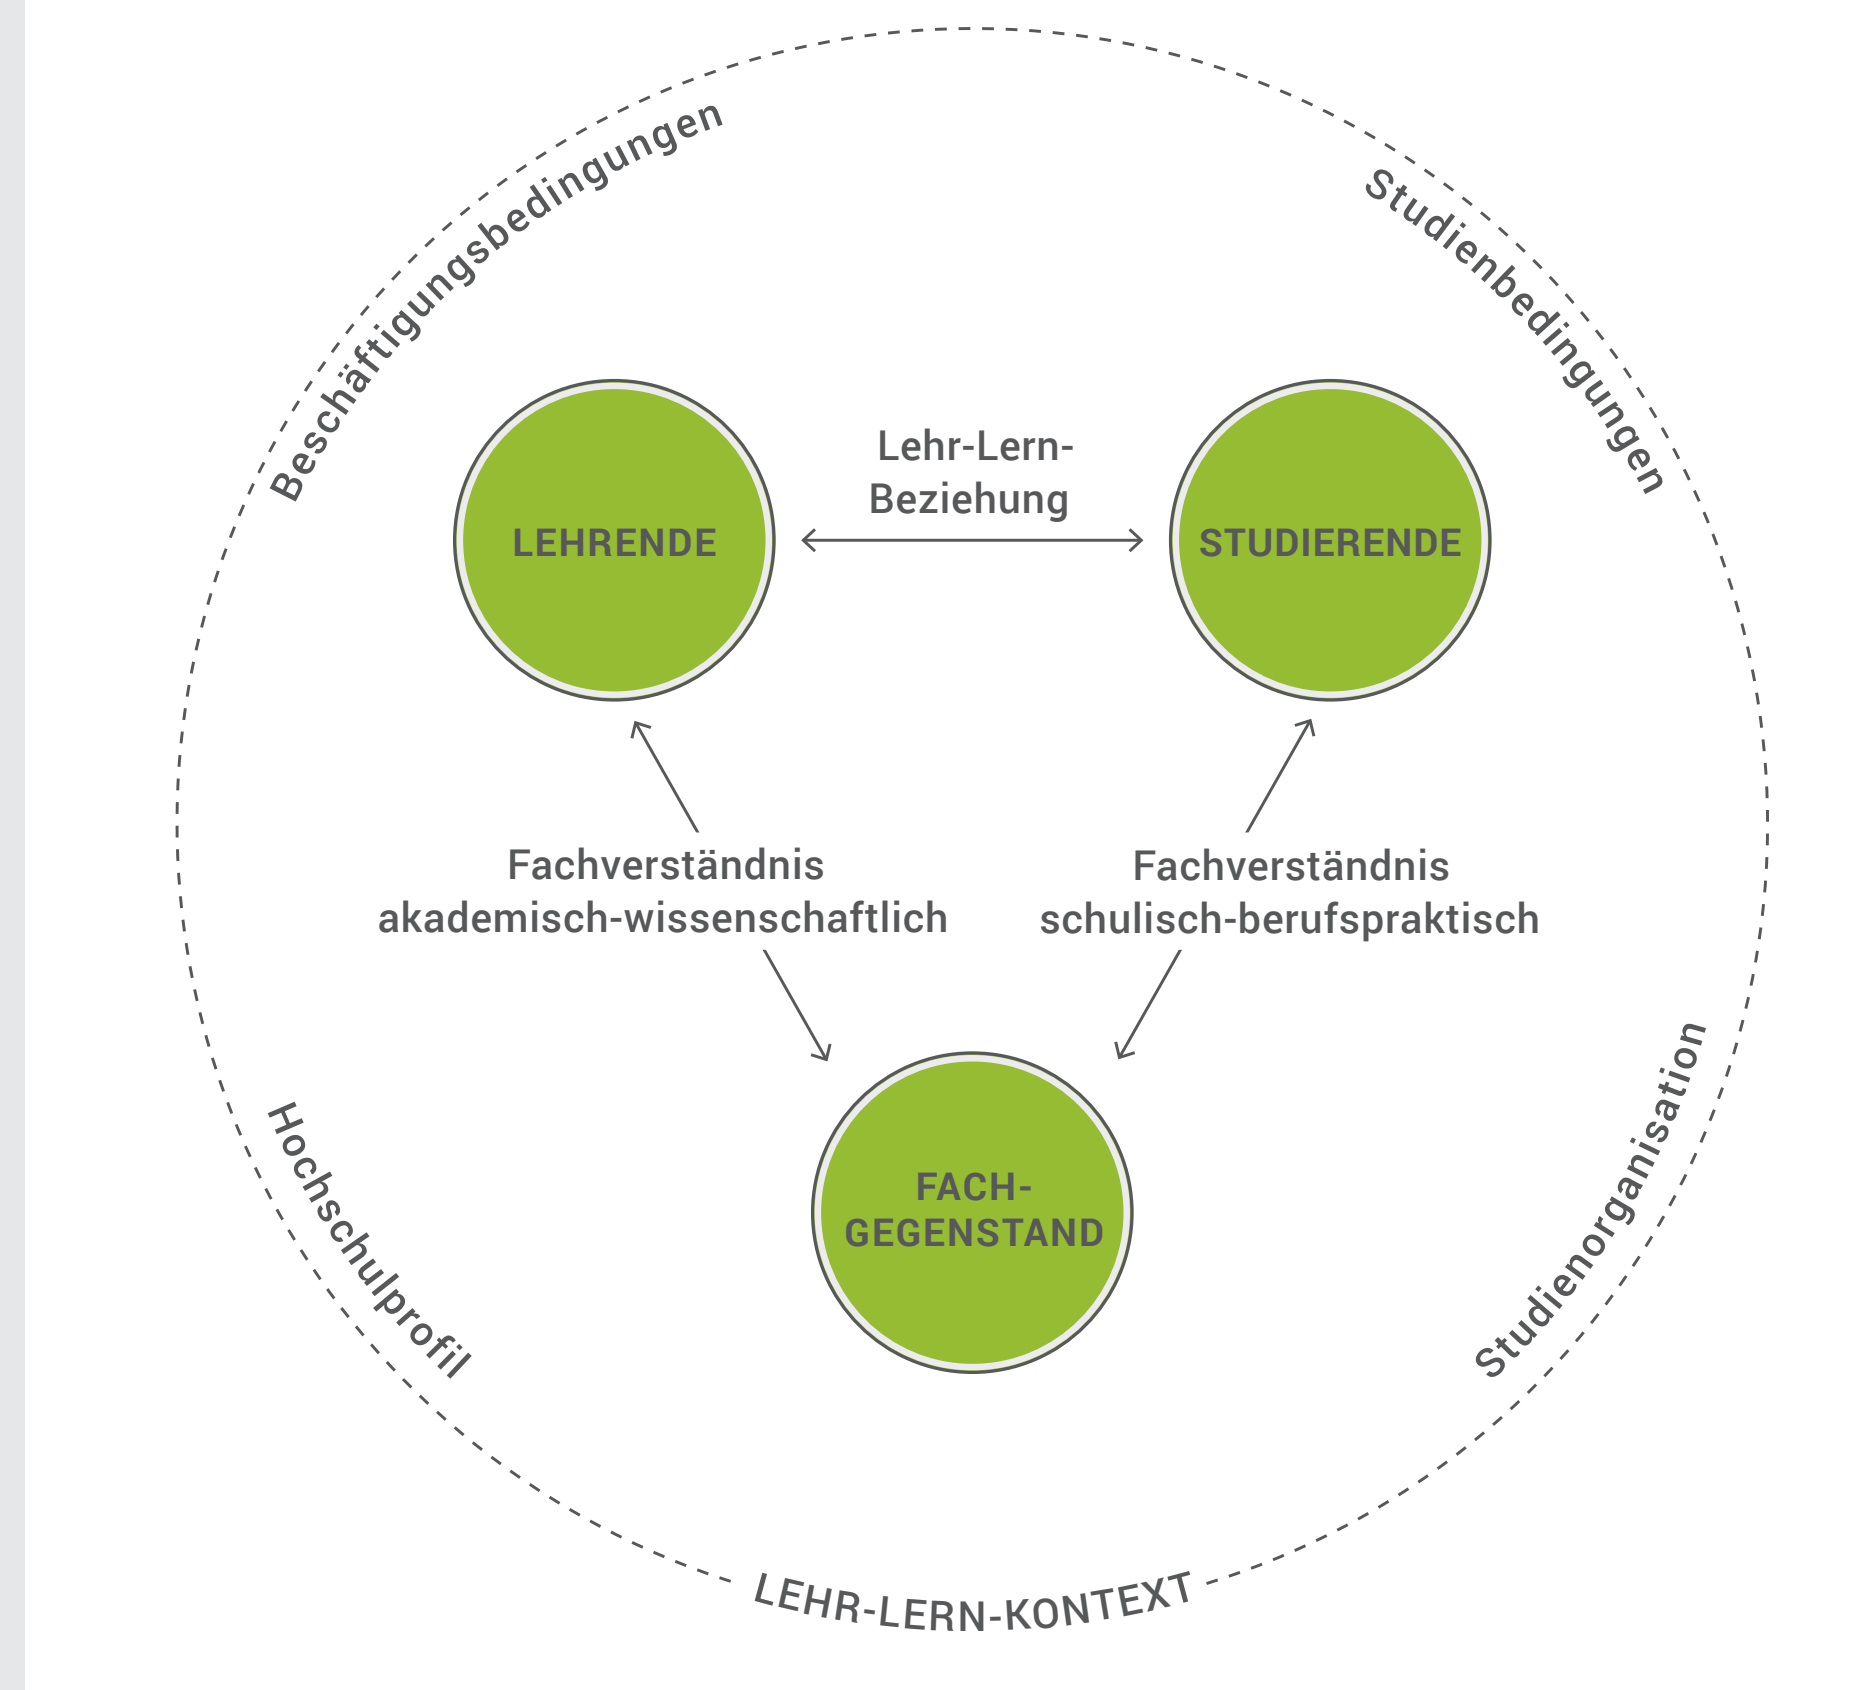 Beschäftigungsbedingungen
Studienbedingungen
Lehr-Lern-
Beziehung
LEHRENDE
STUDIERENDE
Fachverständnis
akademisch-wissenschaftlich
Fachverständnis
schulisch-berufspraktisch
FACH-
GEGENSTAND
Hochschulprofil
Studienorganisation
LEHR-LERN-KONTEXT